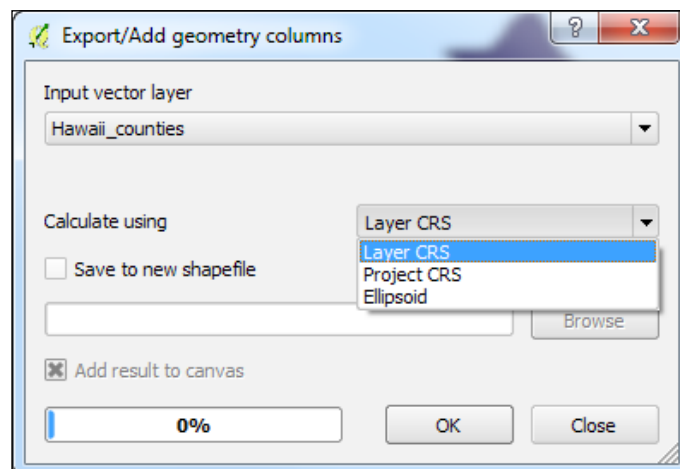 Export/Add geometry columns
Input vector layer
Hawaii_counties
Calculate using
Layer CRS
Layer CRS
Project CRS
Ellipsoid
Save to new shapefile
Browse
Add result to canvas
0%
OK
Close